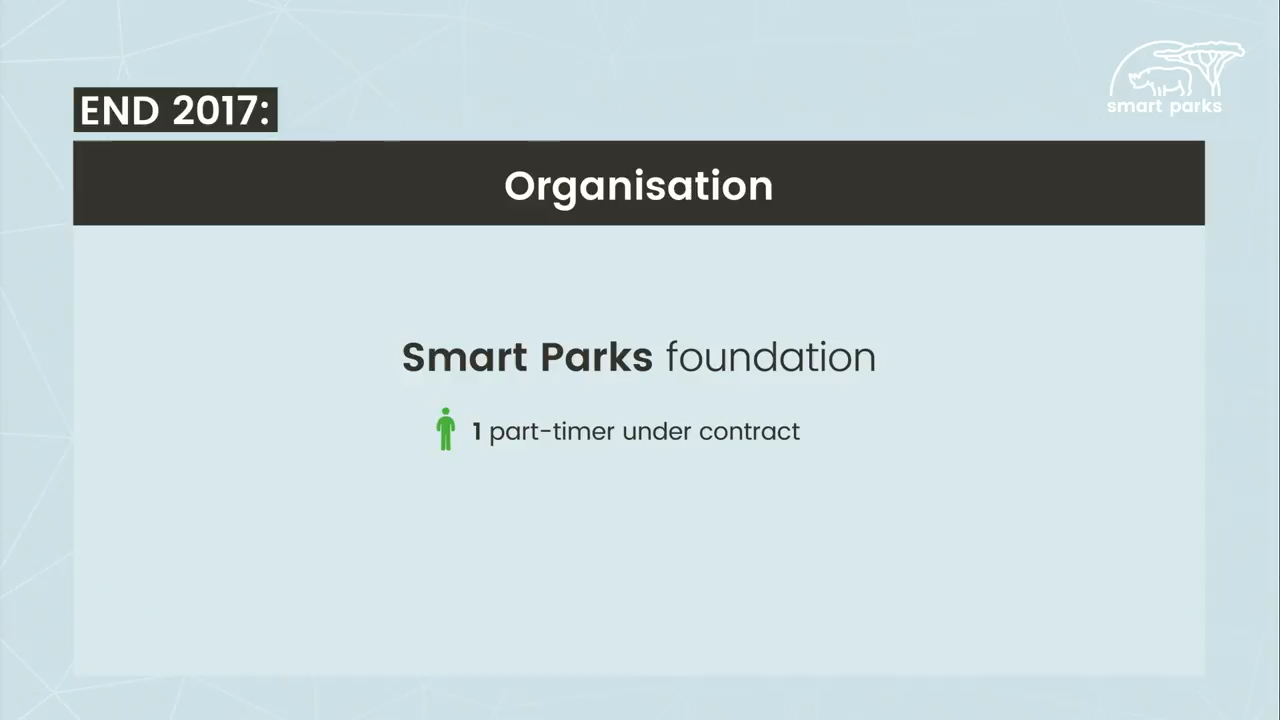 smart parks
END 2017:
Organisation
Smart Parks foundation
1 part-timer under contract